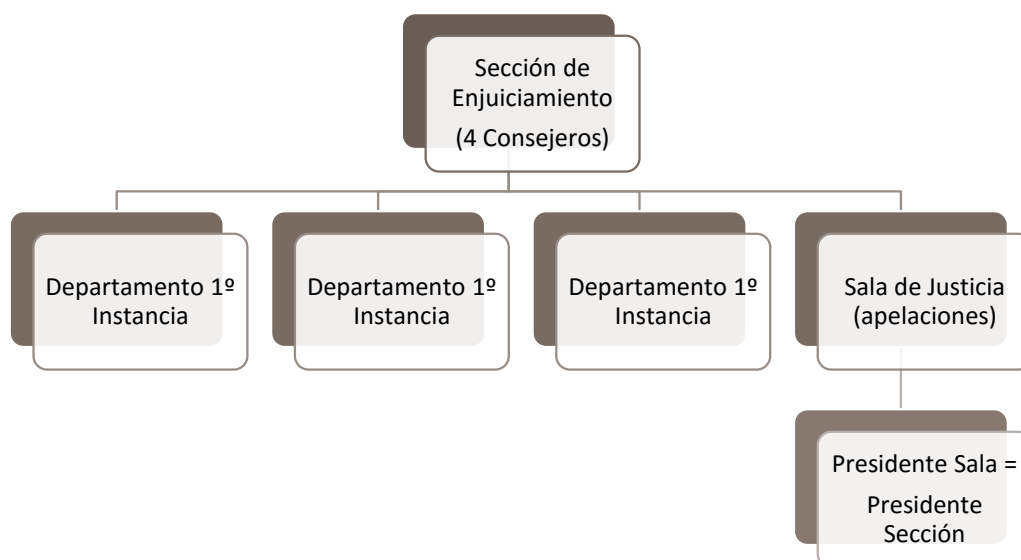 Sección de
Enjuiciamiento
(4 Consejeros)
Departamento 1º
Instancia
Departamento 1º
Instancia
Departamento 1º
Instancia
Sala de Justicia
(apelaciones)
Presidente Sala =
Presidente
Sección